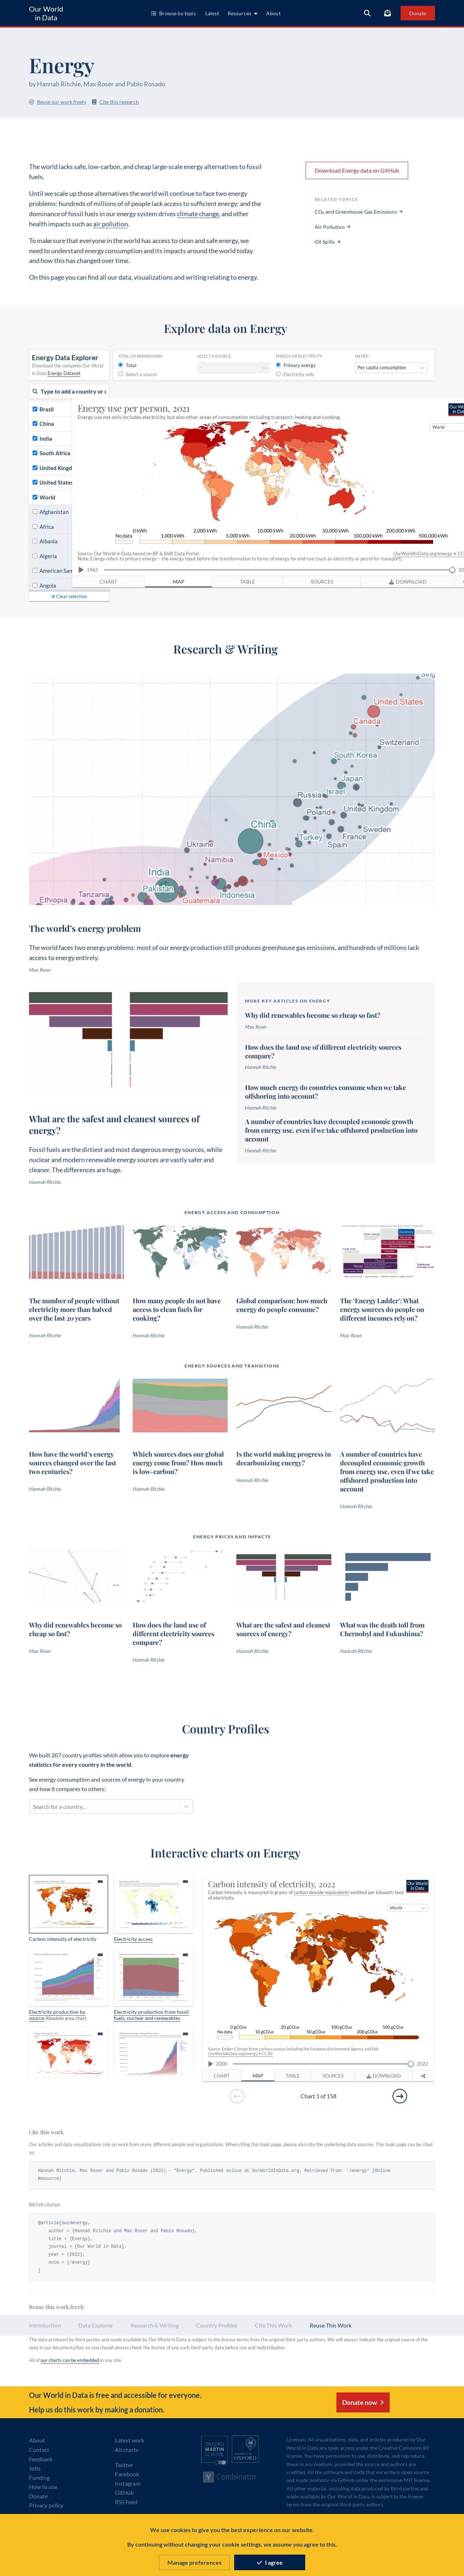 Our World
in Data
Browse by topic
Latest
Resources
About
Donate
Energy
by Hannah Ritchie, Max Roser and Pablo Rosado
Reuse our work freely
Cite this research
The world lacks safe, low-carbon, and cheap large-scale energy alternatives to fossil
fuels.
Until we scale up those alternatives the world will continue to face two energy
problems: hundreds of millions of people lack access to sufficient energy; and the
dominance of fossil fuels in our energy system drives climate change, and other
health impacts such as air pollution.
To make sure everyone in the world has access to clean and safe energy, we
need to understand energy consumption and its impacts around the world today
and how this has changed over time.
On this page you can find all our data, visualizations and writing relating to energy.
Download Energy data on GitHub
RELATED TOPICS
CO₂ and Greenhouse Gas Emissions →
Air Pollution →
Oil Spills →
Explore data on Energy
Energy Data Explorer
Download the complete Our World
in Data Energy Dataset.
TOTAL OR BREAKDOWN
Total
Select a source
SELECT A SOURCE
ENERGY OR ELECTRICITY
Primary energy
Electricity only
METRIC
Per capita consumption
Type to add a country or
Brazil
China
India
South Africa
United Kingd
United States
World
Afghanistan
Africa
Albania
Algeria
American Sam
Angola
Clear selection
Energy use per person, 2021
Energy use not only includes electricity, but also other areas of consumption including transport, heating and cooking.
Our Wo
in Dat
World
No data
0 kWh
1,000 kWh
2,000 kWh
5,000 kWh
10,000 kWh
20,000 kWh
50,000 kWh
100,000 kWh
200,000 kWh
500,000 kWh
Source: Our World in Data based on BP & Shift Data Portal
OurWorldInData.org/energy • CC
Note: Energy refers to primary energy – the energy input before the transformation to forms of energy for end-use (such as electricity or petrol for transport).
1965
20
CHART
MAP
TABLE
SOURCES
DOWNLOAD
Research & Writing
Sing
United States
Canada
Switzerland
South Korea
Japan
Israel
Russia
United Kingdom
Poland
China
Sweden
Turkey
France
Spain
Ukraine
Mexico
Namibia
India
Pakistan
Tanzania
Indonesia
Ethiopia
Guatemala
The world's energy problem
The world faces two energy problems: most of our energy production still produces greenhouse gas emissions, and hundreds of millions lack
access to energy entirely.
Max Roser
What are the safest and cleanest sources of
energy?
Fossil fuels are the dirtiest and most dangerous energy sources, while
nuclear and modern renewable energy sources are vastly safer and
cleaner. The differences are huge.
Hannah Ritchie
MORE KEY ARTICLES ON ENERGY
Why did renewables become so cheap so fast?
Max Roser
How does the land use of different electricity sources
compare?
Hannah Ritchie
How much energy do countries consume when we take
offshoring into account?
Hannah Ritchie
A number of countries have decoupled economic growth
from energy use, even if we take offshored production into
account
Hannah Ritchie
ENERGY ACCESS AND CONSUMPTION
The number of people without
electricity more than halved
over the last 20 years
Hannah Ritchie
How many people do not have
access to clean fuels for
cooking?
Hannah Ritchie
Global comparison: how much
energy do people consume?
Hannah Ritchie
The 'Energy Ladder': What
energy sources do people on
different incomes rely on?
Max Roser
ENERGY SOURCES AND TRANSITIONS
How have the world's energy
sources changed over the last
two centuries?
Hannah Ritchie
Which sources does our global
energy come from? How much
is low-carbon?
Hannah Ritchie
Is the world making progress in
decarbonizing energy?
Hannah Ritchie
A number of countries have
decoupled economic growth
from energy use, even if we take
offshored production into
account
Hannah Ritchie
ENERGY PRICES AND IMPACTS
Why did renewables become so
cheap so fast?
Max Roser
How does the land use of
different electricity sources
compare?
Hannah Ritchie
What are the safest and cleanest
sources of energy?
Hannah Ritchie
What was the death toll from
Chernobyl and Fukushima?
Hannah Ritchie
Country Profiles
We built 207 country profiles which allow you to explore energy
statistics for every country in the world.
See energy consumption and sources of energy in your country
and how it compares to others:
Search for a country...
Interactive charts on Energy
Carbon intensity of electricity
Electricity access
Electricity production by
source Absolute area chart
Electricity production from fossil
fuels, nuclear and renewables
Carbon intensity of electricity, 2022
Carbon intensity is measured in grams of carbon dioxide-equivalents emitted per kilowatt-hour
of electricity.
Our World
in Data
World
No data
0 gCO₂e
10 gCO₂e
20 gCO₂e
50 gCO₂e
100 gCO₂e
200 gCO₂e
500 gCO₂e
Source: Ember Climate (from various sources including the European Environment Agency and EIA)
OurWorldInData.org/energy • CC BY
2000
2022
CHART
MAP
TABLE
SOURCES
DOWNLOAD
Chart 1 of 158
Cite this work
Our articles and data visualizations rely on work from many different people and organizations. When citing this topic page, please also cite the underlying data sources. This topic page can be cited
as:
Hannah Ritchie, Max Roser and Pablo Rosado (2022) - "Energy". Published online at OurWorldInData.org. Retrieved from: '/energy' [Online
Resource]
BibTeX citation
@article{owidenergy,
author = {Hannah Ritchie and Max Roser and Pablo Rosado},
title = {Energy},
journal = {Our World in Data},
year = {2022},
note = {/energy}
}
Reuse this work freely
Introduction
Data Explorer
Research & Writing
Country Profiles
Cite This Work
Reuse This Work
The data produced by third parties and made available by Our World in Data is subject to the license terms from the original third-party authors. We will always indicate the original source of the
data in our documentation, so you should always check the license of any such third-party data before use and redistribution.
All of our charts can be embedded in any site.
Our World in Data is free and accessible for everyone.
Help us do this work by making a donation.
Donate now
About
Contact
Feedback
Jobs
Funding
How to use
Donate
Privacy policy
Latest work
All charts
Twitter
Facebook
Instagram
GitHub
RSS Feed
OXFORD
MARTIN
SCHOOL
OXFORD
Combinator
Licenses: All visualizations, data, and articles produced by Our
World in Data are open access under the Creative Commons BY
license. You have permission to use, distribute, and reproduce
these in any medium, provided the source and authors are
credited. All the software and code that we write is open source
and made available via GitHub under the permissive MIT license.
All other material, including data produced by third parties and
made available by Our World in Data, is subject to the license
terms from the original third-party authors.
We use cookies to give you the best experience on our website.
By continuing without changing your cookie settings, we assume you agree to this.
Manage preferences
I agree